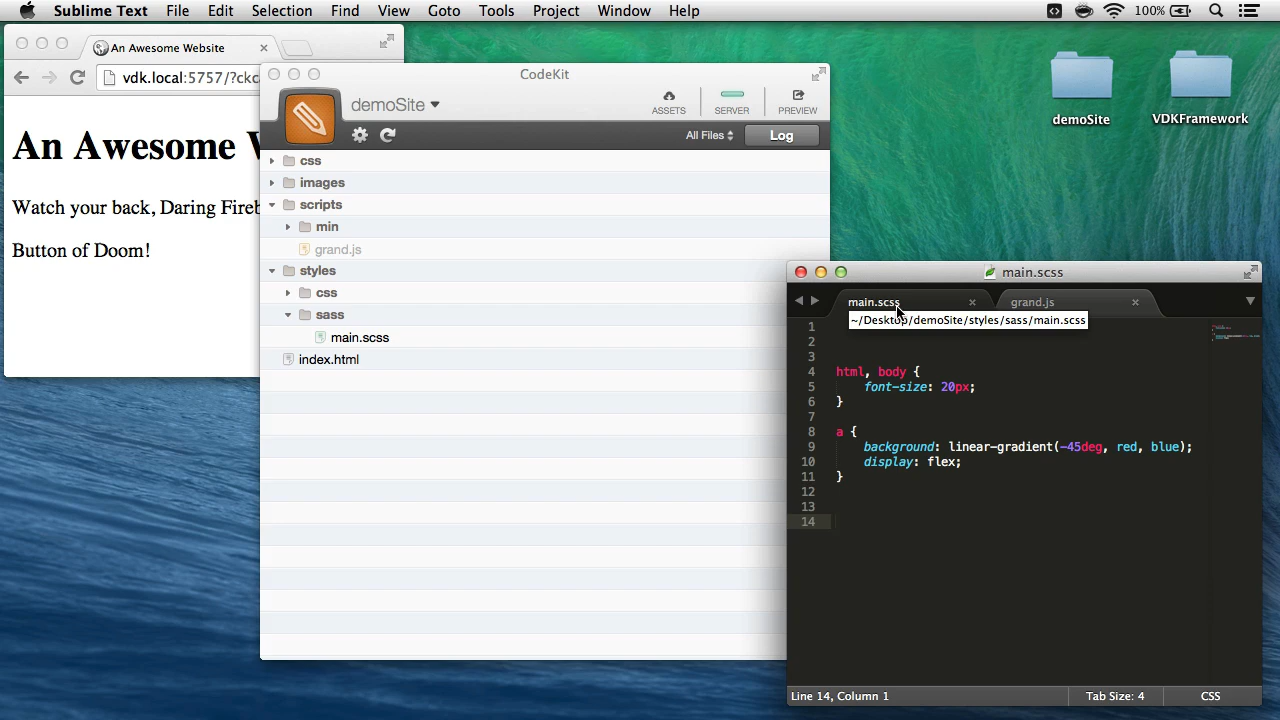 Sublime Text File Edit Selection Find View Goto Tools Project Window Help 100%
An Awesome Website
vdk.local:5757/?ckc
An Awesome W
Watch your back, Daring Fireb
Button of Doom!
CodeKit
demoSite
ASSETS SERVER PREVIEW
All Files Log
css
images
scripts
min
grand.js
styles
css
sass
main.scss
index.html
demoSite
VDKFramework
main.scss
main.scss grand.js
~/Desktop/demoSite/styles/sass/main.scss
1
2
3
4 html, body {
5 font-size: 20px;
6 }
7
8 a {
9 background: linear-gradient(-45deg, red, blue);
10 display: flex;
11 }
12
13
14
Line 14, Column 1 Tab Size: 4 CSS